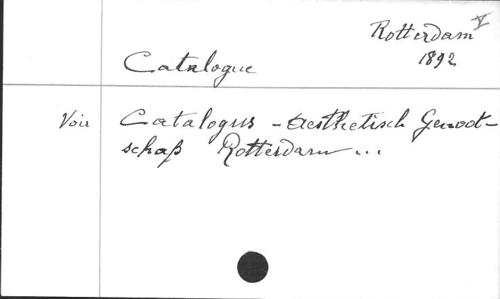 Rotterdam V
1892
Catalogue
Voir Catalogus - Aesthetisch Genoot-
schap Rotterdam ...